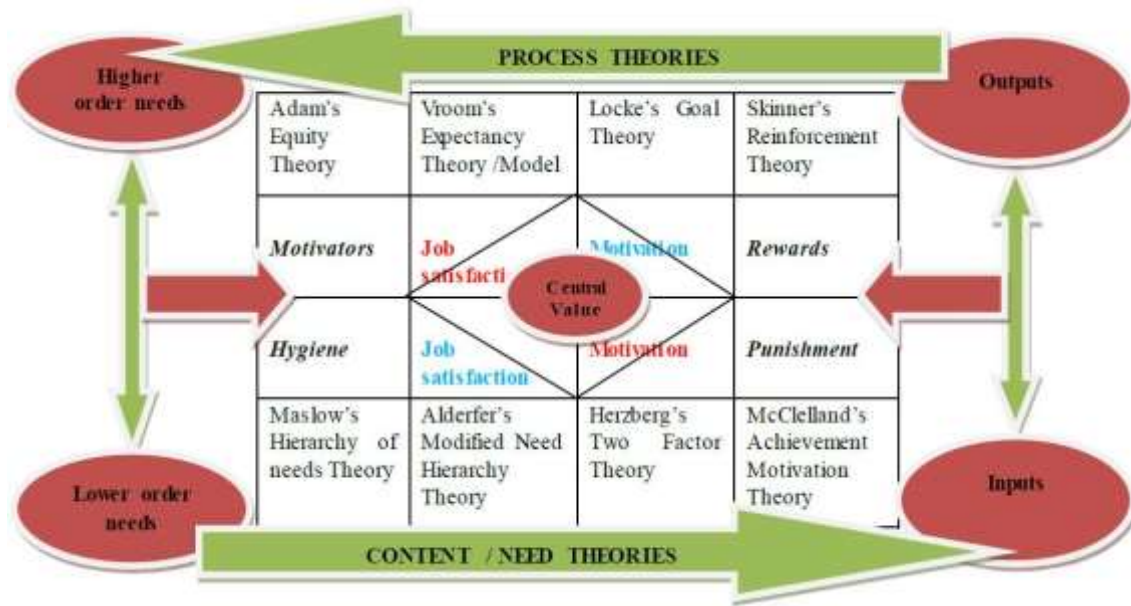 PROCESS THEORIES
Higher
order needs
Outputs
Adam's
Equity
Theory
Vroom's
Expectancy
Theory /Model
Locke's Goal
Theory
Skinner's
Reinforcement
Theory
Motivators
Job
satisfacti
Motivation
Rewards
Central
Value
Hygiene
Job
satisfaction
Motivation
Punishment
Maslow's
Hierarchy of
needs Theory
Alderfer's
Modified Need
Hierarchy
Theory
Herzberg's
Two Factor
Theory
McClelland's
Achievement
Motivation
Theory
Lower order
needs
Inputs
CONTENT / NEED THEORIES